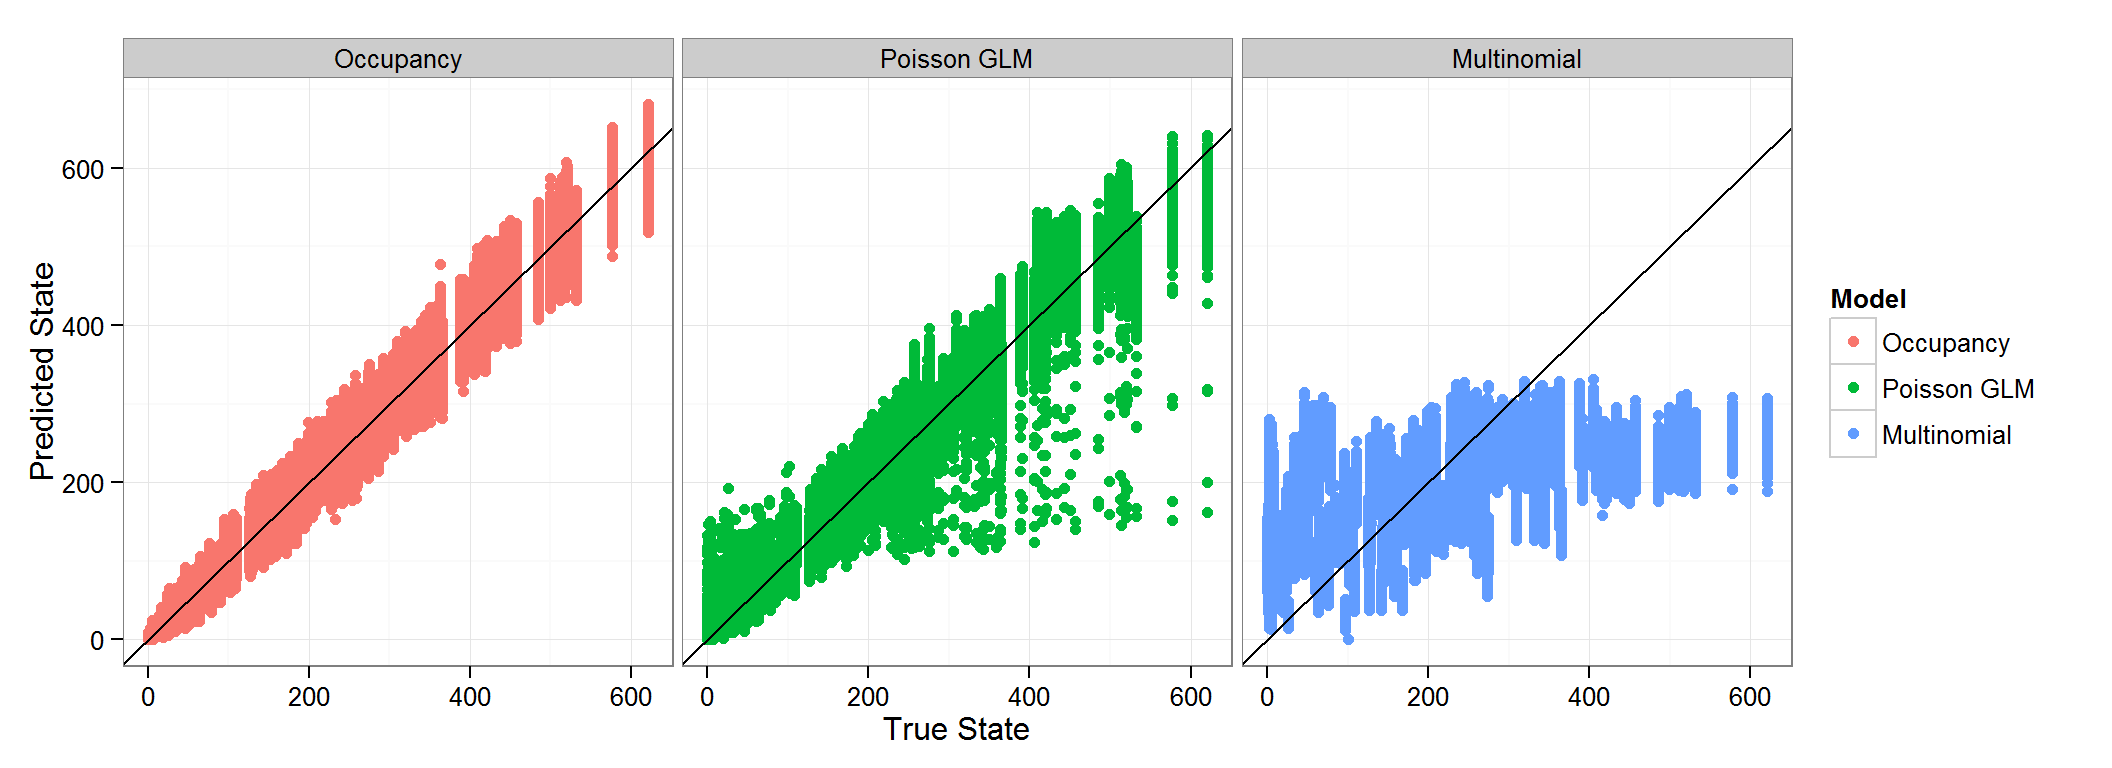 Occupancy Poisson GLM Multinomial
600
400
200
0
Predicted State
0 200 400 600 0 200 400 600 0 200 400 600
True State
Model
Occupancy
Poisson GLM
Multinomial